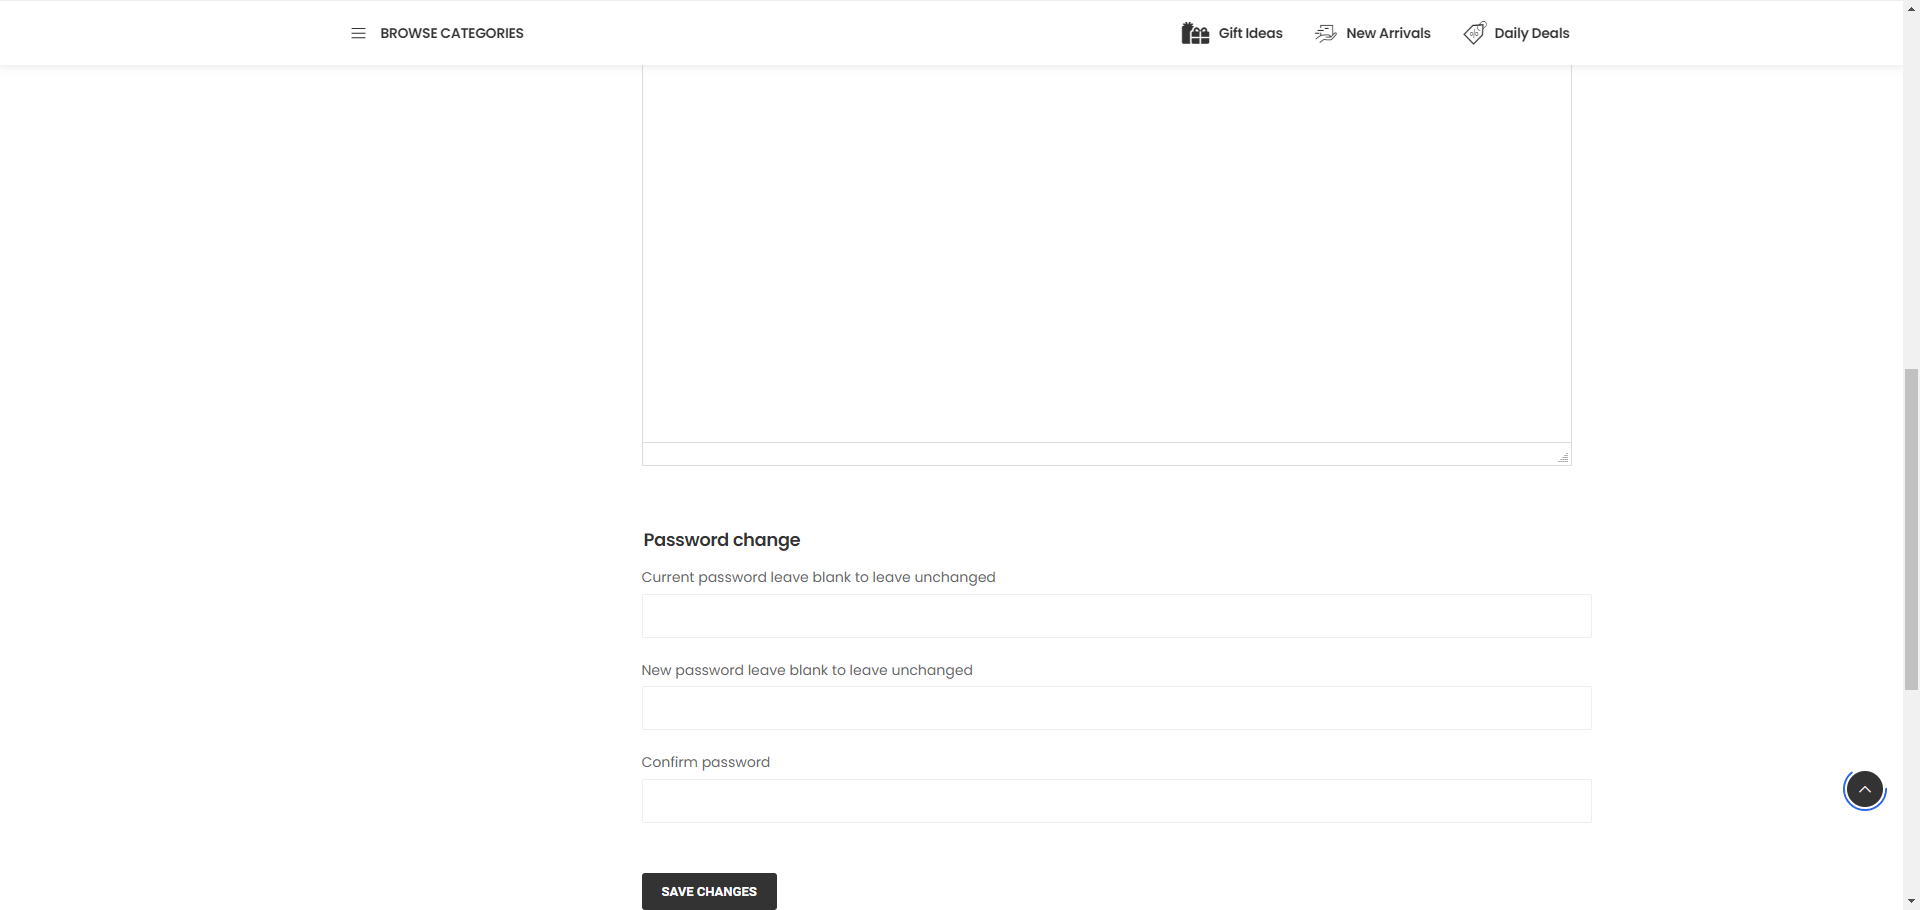 BROWSE CATEGORIES
Gift Ideas
New Arrivals
Daily Deals
Password change
Current password leave blank to leave unchanged
New password leave blank to leave unchanged
Confirm password
SAVE CHANGES